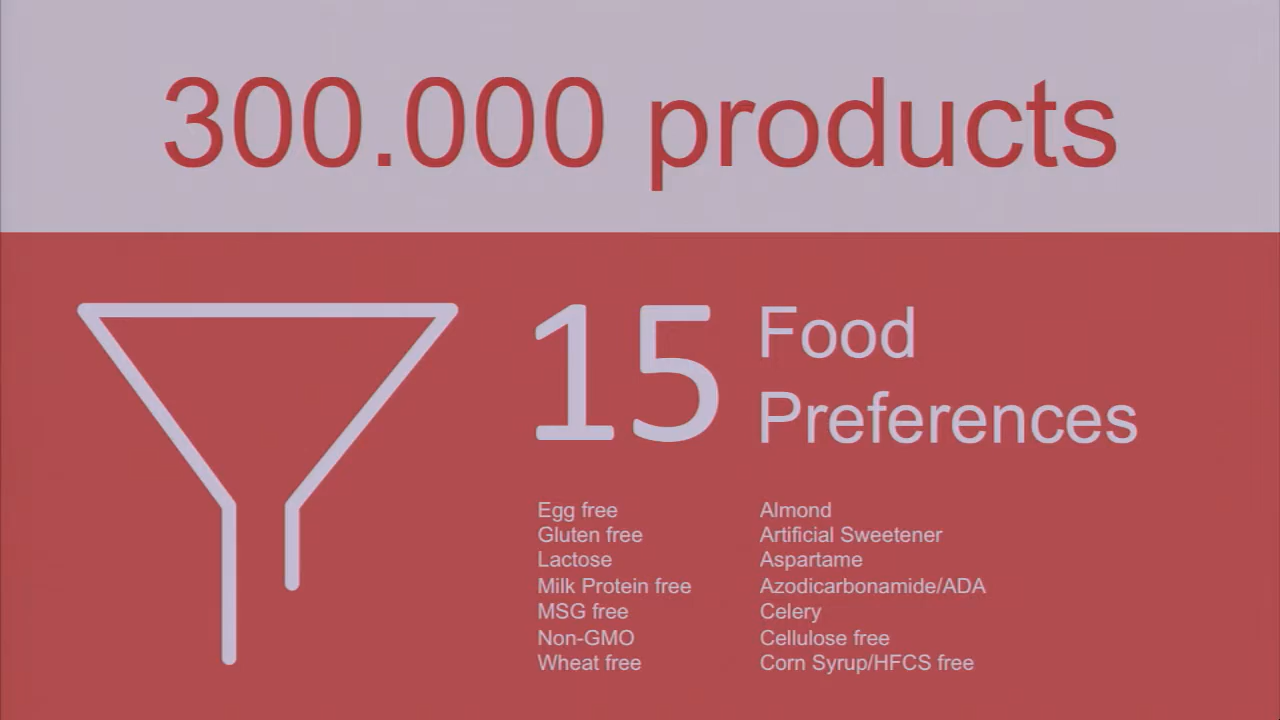 300.000 products
15
Food
Preferences
Egg free
Gluten free
Lactose
Milk Protein free
MSG free
Non-GMO
Wheat free
Almond
Artificial Sweetener
Aspartame
Azodicarbonamide/ADA
Celery
Cellulose free
Corn Syrup/HFCS free